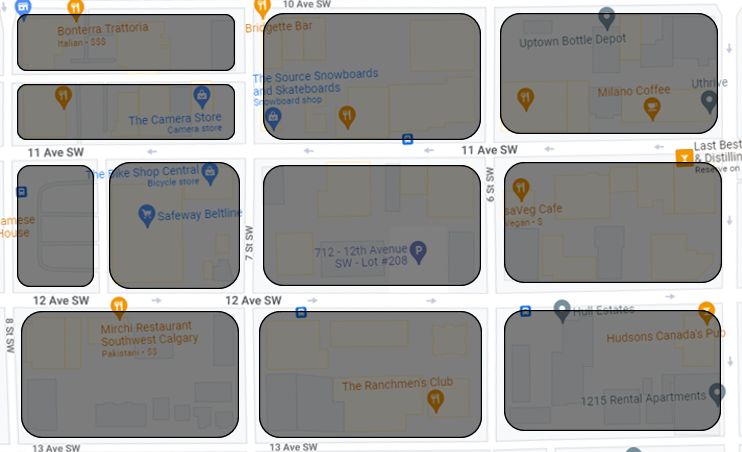 10 Ave SW
Bonterra Trattoria
Italian • $$$
Bridgette Bar
Uptown Bottle Depot
The Source Snowboards
and Skateboards
Snowboard shop
The Camera Store
Camera store
Milano Coffee
Uthrive
11 Ave SW
11 Ave SW
Last Best
& Distillin
Reserve on
The Bike Shop Central
Bicycle store
Safeway Beltline
amese
House
6 St SW
saVeg Cafe
Vegan • $
7 St SW
712 - 12th Avenue
SW - Lot #208
P
12 Ave SW
12 Ave SW
8 St SW
Mirchi Restaurant
Southwest Calgary
Pakistani • $$
Hull Estates
Hudsons Canada's Pub
The Ranchmen's Club
1215 Rental Apartments
13 Ave SW
13 Ave SW